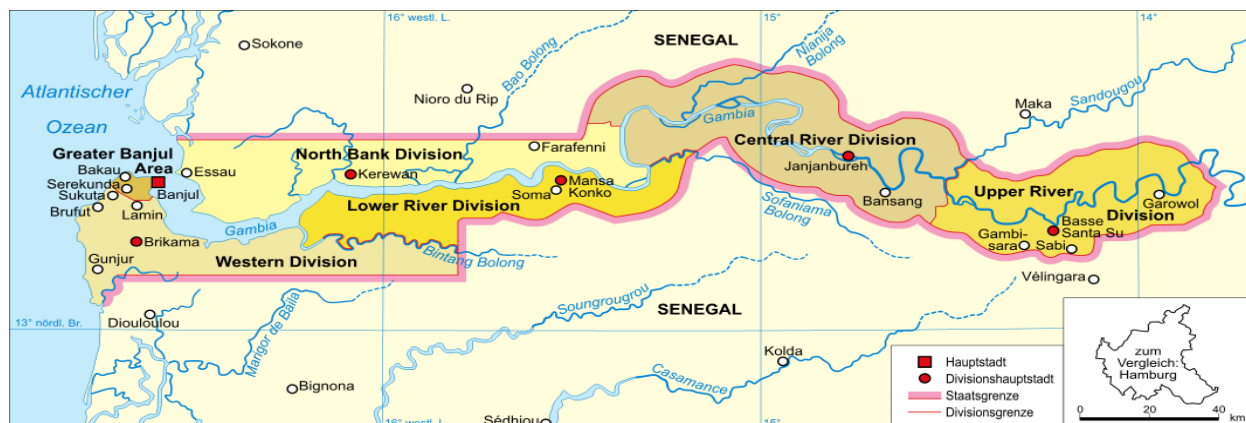 16° westl. L.
15°
14°
Sokone
SENEGAL
Nianija
Bolong
Bao Bolong
Atlantischer
Ozean
Nioro du Rip
Maka
Sandougou
Gambia
Greater Banjul
Area
North Bank Division
Farafenni
Central River Division
Bakau
Essau
Serekunda
Banjul
Kerewan
Janjanbureh
Sukuta
Mansa
Konko
Soma
Upper River
Division
Brufut
Lamin
Lower River Division
Bansang
Garowol
Gambia
Sofaniama
Bolong
Basse
Santa Su
Brikama
Gambi-
sara
Sabi
Gunjur
Western Division
Bintang Bolong
Vélingara
Diouloulou
Marigor de Baila
Soungrougrou
SENEGAL
13° nördl. Br.
Kolda
Bignona
Casamance
Sédhiou
16° westl. L.
15°
Hauptstadt
Divisionshauptstadt
Staatsgrenze
Divisionsgrenze
zum
Vergleich:
Hamburg
0 20 40
km